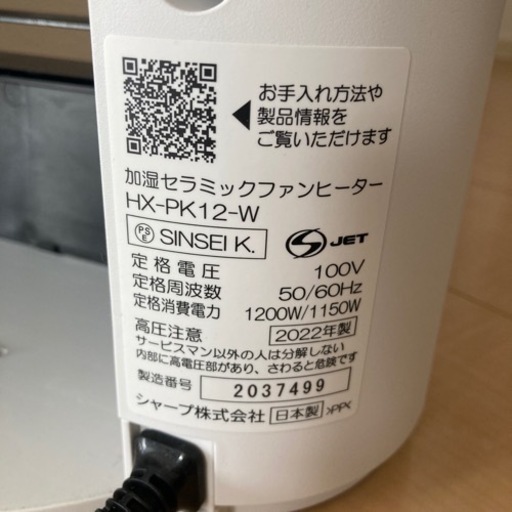 お手入れ方法や
製品情報を
ご覧いただけます
加湿セラミックファンヒーター
HX-PK12-W
PSE SINSEI K. JET
定格電圧 100V
定格周波数 50/60Hz
定格消費電力 1200W/1150W
高圧注意 2022年製
サービスマン以外の人は分解しない
内部に高電圧部があり、さわると危険です
製造番号 2037499
シャープ株式会社 日本製 >PP<